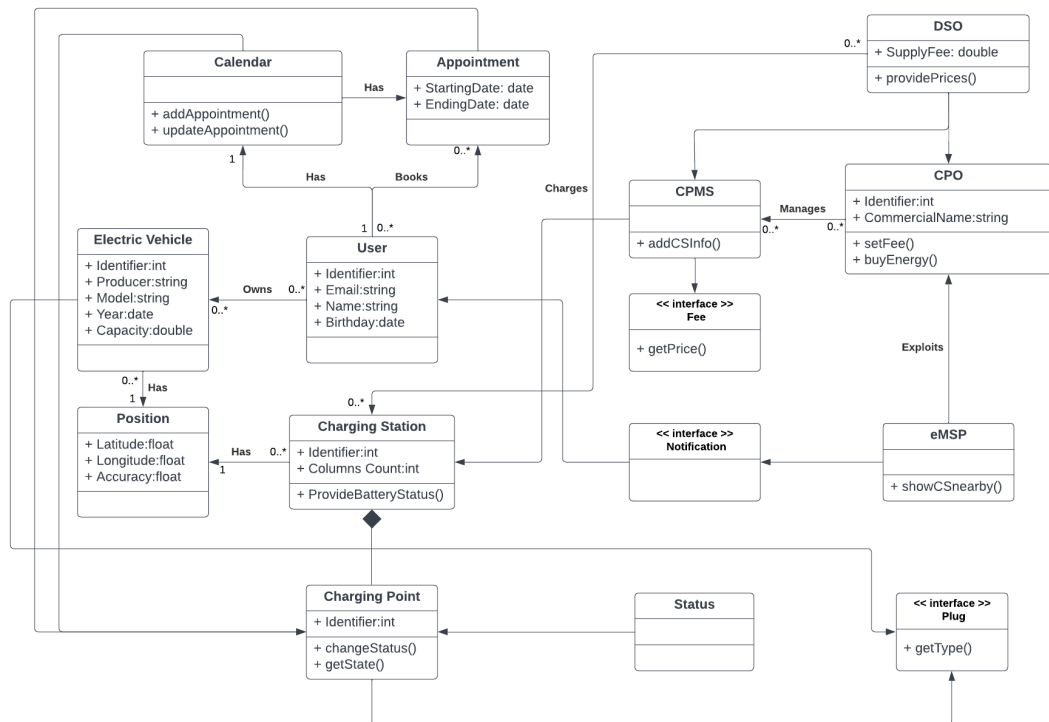 DSO
+ SupplyFee: double
+ providePrices()
0..*
Calendar
+ addAppointment()
+ updateAppointment()
Has
Appointment
+ StartingDate: date
+ EndingDate: date
1
0..*
Has
Books
Charges
CPMS
+ addCSInfo()
Manages
0..*
0..*
CPO
+ Identifier:int
+ CommercialName:string
+ setFee()
+ buyEnergy()
1
0..*
Electric Vehicle
+ Identifier:int
+ Producer:string
+ Model:string
+ Year:date
+ Capacity:double
Owns
0..*
0..*
User
+ Identifier:int
+ Email:string
+ Name:string
+ Birthday:date
<< interface >>
Fee
+ getPrice()
Exploits
0..*
Has
1
0..*
Position
+ Latitude:float
+ Longitude:float
+ Accuracy:float
Has
0..*
1
Charging Station
+ Identifier:int
+ Columns Count:int
+ ProvideBatteryStatus()
<< interface >>
Notification
eMSP
+ showCSnearby()
Charging Point
+ Identifier:int
+ changeStatus()
+ getState()
Status
<< interface >>
Plug
+ getType()